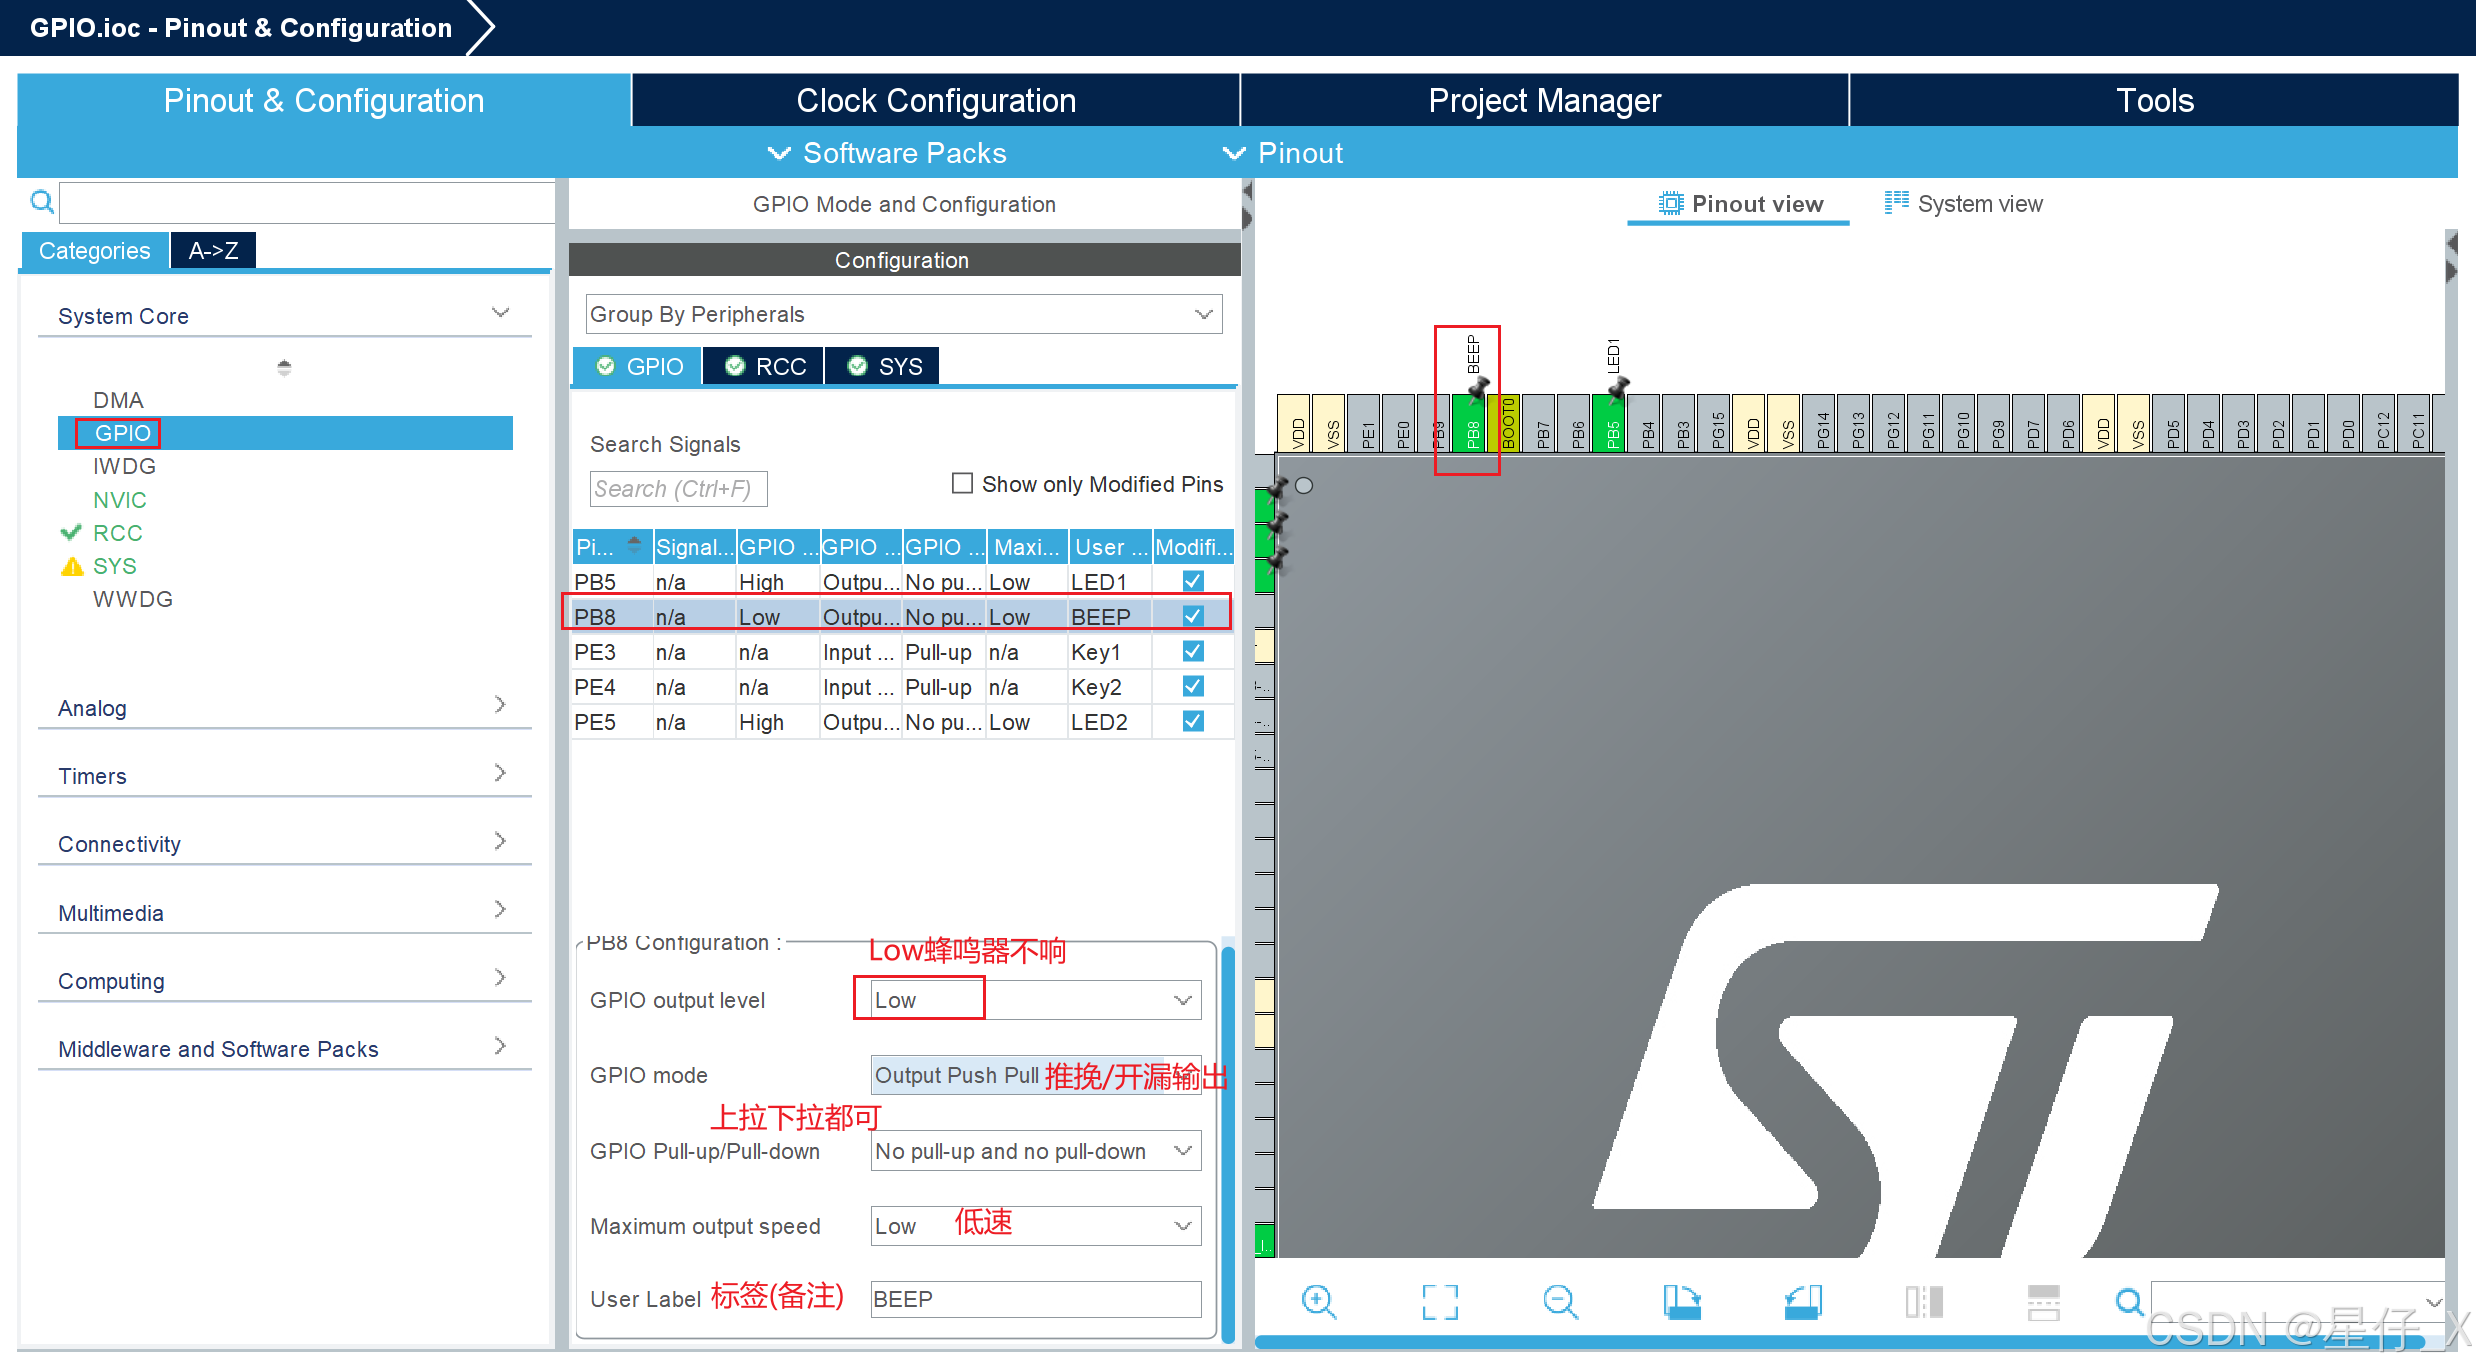 GPIO.ioc - Pinout & Configuration
Pinout & Configuration
Clock Configuration
Project Manager
Tools
Software Packs
Pinout
Categories
A->Z
System Core
DMA
GPIO
IWDG
NVIC
RCC
SYS
WWDG
Analog
Timers
Connectivity
Multimedia
Computing
Middleware and Software Packs
GPIO Mode and Configuration
Configuration
Group By Peripherals
GPIO RCC SYS
Search Signals
Search (Ctrl+F)
Show only Modified Pins
Pi... Signal... GPIO ... GPIO ... GPIO ... Maxi... User ... Modifi...
PB5 n/a High Outpu... No pu... Low LED1
PB8 n/a Low Outpu... No pu... Low BEEP
PE3 n/a n/a Input ... Pull-up n/a Key1
PE4 n/a n/a Input ... Pull-up n/a Key2
PE5 n/a High Outpu... No pu... Low LED2
PB8 Configuration :
Low蜂鸣器不响
GPIO output level Low
GPIO mode Output Push Pull 推挽/开漏输出
上拉下拉都可
GPIO Pull-up/Pull-down No pull-up and no pull-down
Maximum output speed Low 低速
User Label 标签(备注) BEEP
Pinout view
System view
BEEP
LED1
VDD VSS PE1 PE0 PB9 PB8 BOOT0 PB7 PB6 PB5 PB4 PB3 PG15 VDD VSS PG14 PG13 PG12 PG11 PG10 PG9 PD7 PD6 VDD VSS PD5 PD4 PD3 PD2 PD1 PD0 PC12 PC11
ST
CSDN @星仔_X